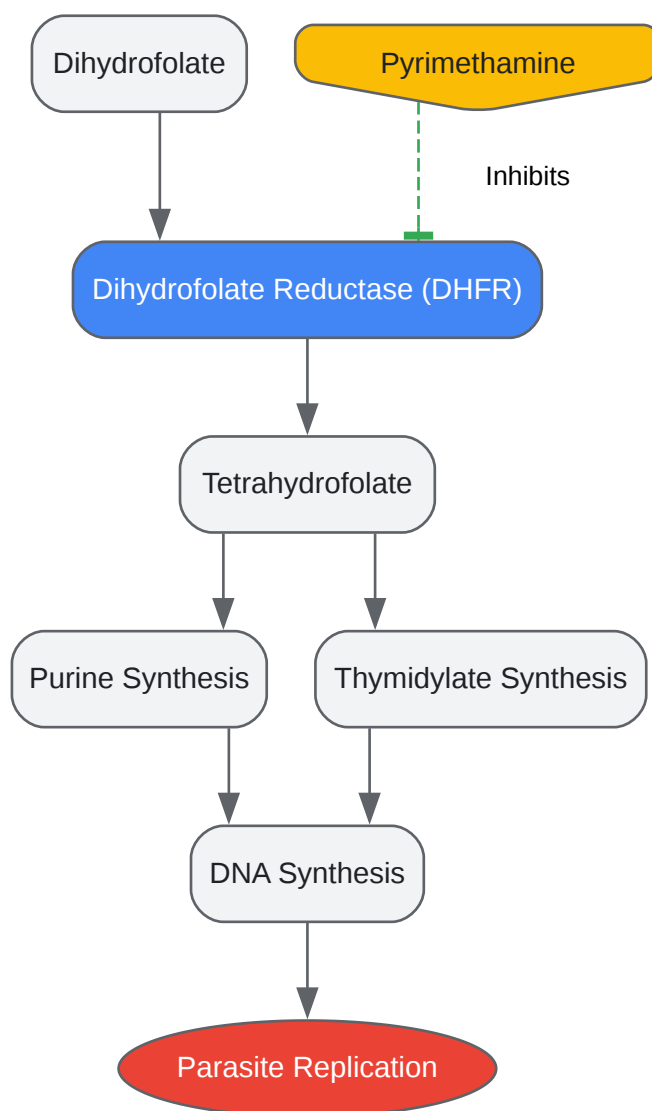 Dihydrofolate
Pyrimethamine
Inhibits
Dihydrofolate Reductase (DHFR)
Tetrahydrofolate
Purine Synthesis
Thymidylate Synthesis
DNA Synthesis
Parasite Replication